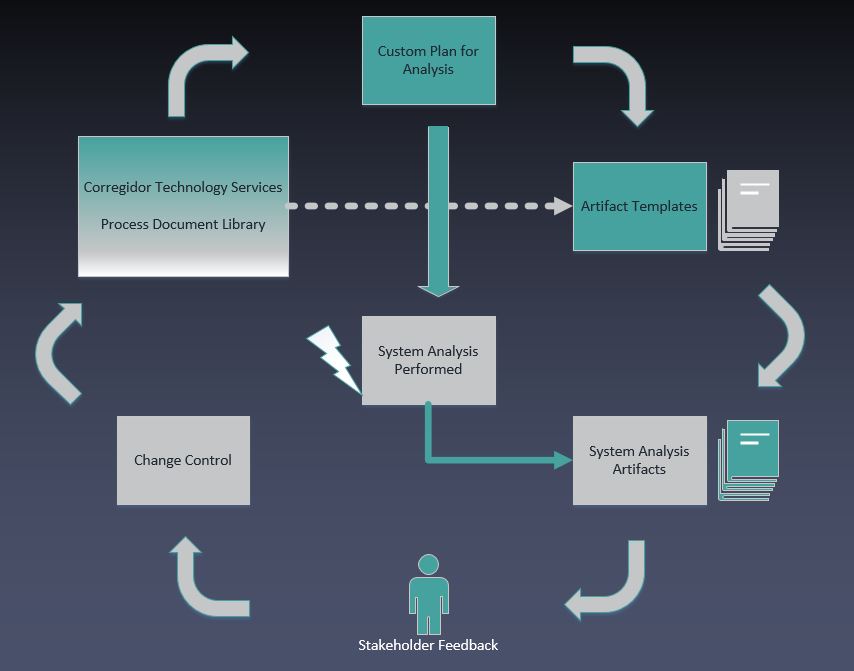 Custom Plan for
Analysis
Corregidor Technology Services
Process Document Library
Artifact Templates
System Analysis
Performed
Change Control
System Analysis
Artifacts
Stakeholder Feedback